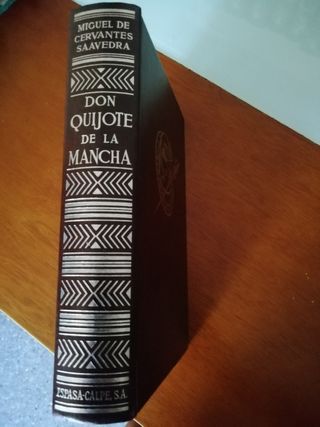 MIGUEL DE
CERVANTES
SAAVEDRA
DON
QUIJOTE
DE LA
MANCHA
ESPASA-CALPE, S.A.